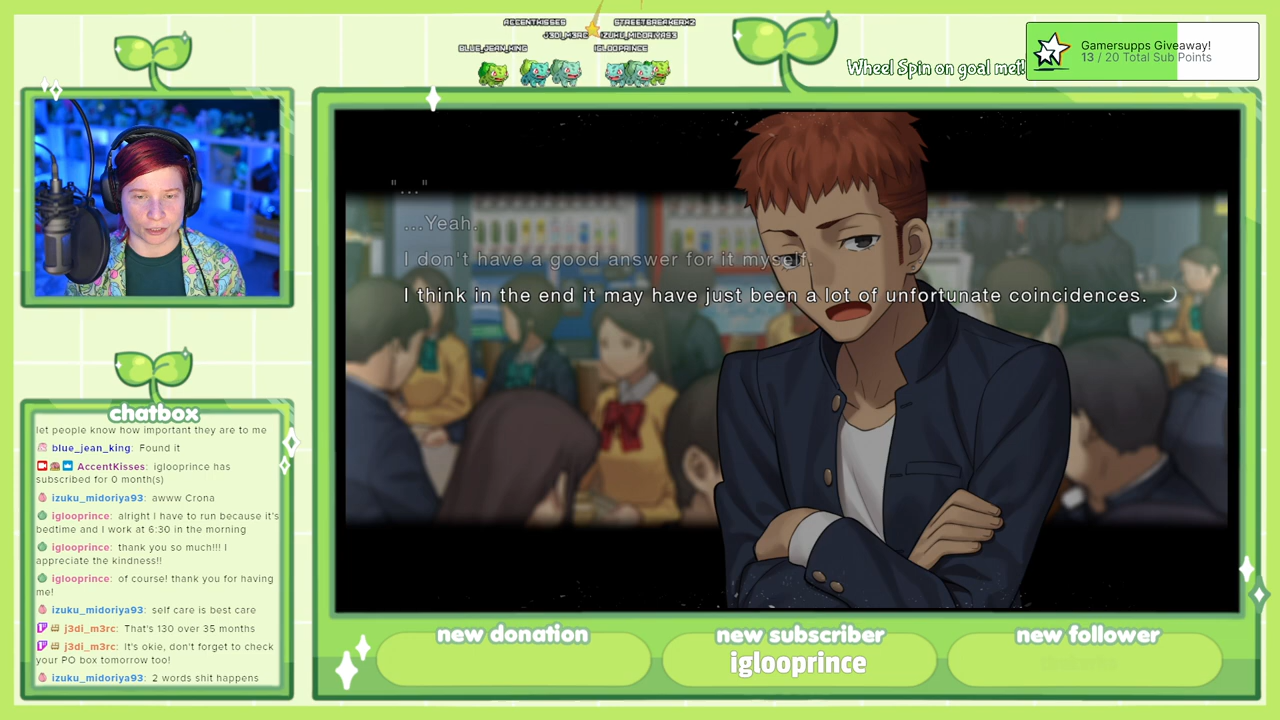 ACCENTKISSES STREETBREAKERXZ
J3DI_M3RC IZUKU_MIDORIYA93
BLUE_JEAN_KING IGLOOPRINCE
Wheel Spin on goal met!
Gamersupps Giveaway!
13 / 20 Total Sub Points
"..."
...Yeah.
I don't have a good answer for it myself.
I think in the end it may have just been a lot of unfortunate coincidences.
chatbox
let people know how important they are to me
blue_jean_king: Found it
AccentKisses: iglooprince has
subscribed for 0 month(s)
izuku_midoriya93: awww Crona
iglooprince: alright I have to run because it's
bedtime and I work at 6:30 in the morning
iglooprince: thank you so much!!! I
appreciate the kindness!!
iglooprince: of course! thank you for having
me!
izuku_midoriya93: self care is best care
j3di_m3rc: That's 130 over 35 months
j3di_m3rc: It's okie, don't forget to check
your PO box tomorrow too!
izuku_midoriya93: 2 words shit happens
new donation
new subscriber
iglooprince
new follower